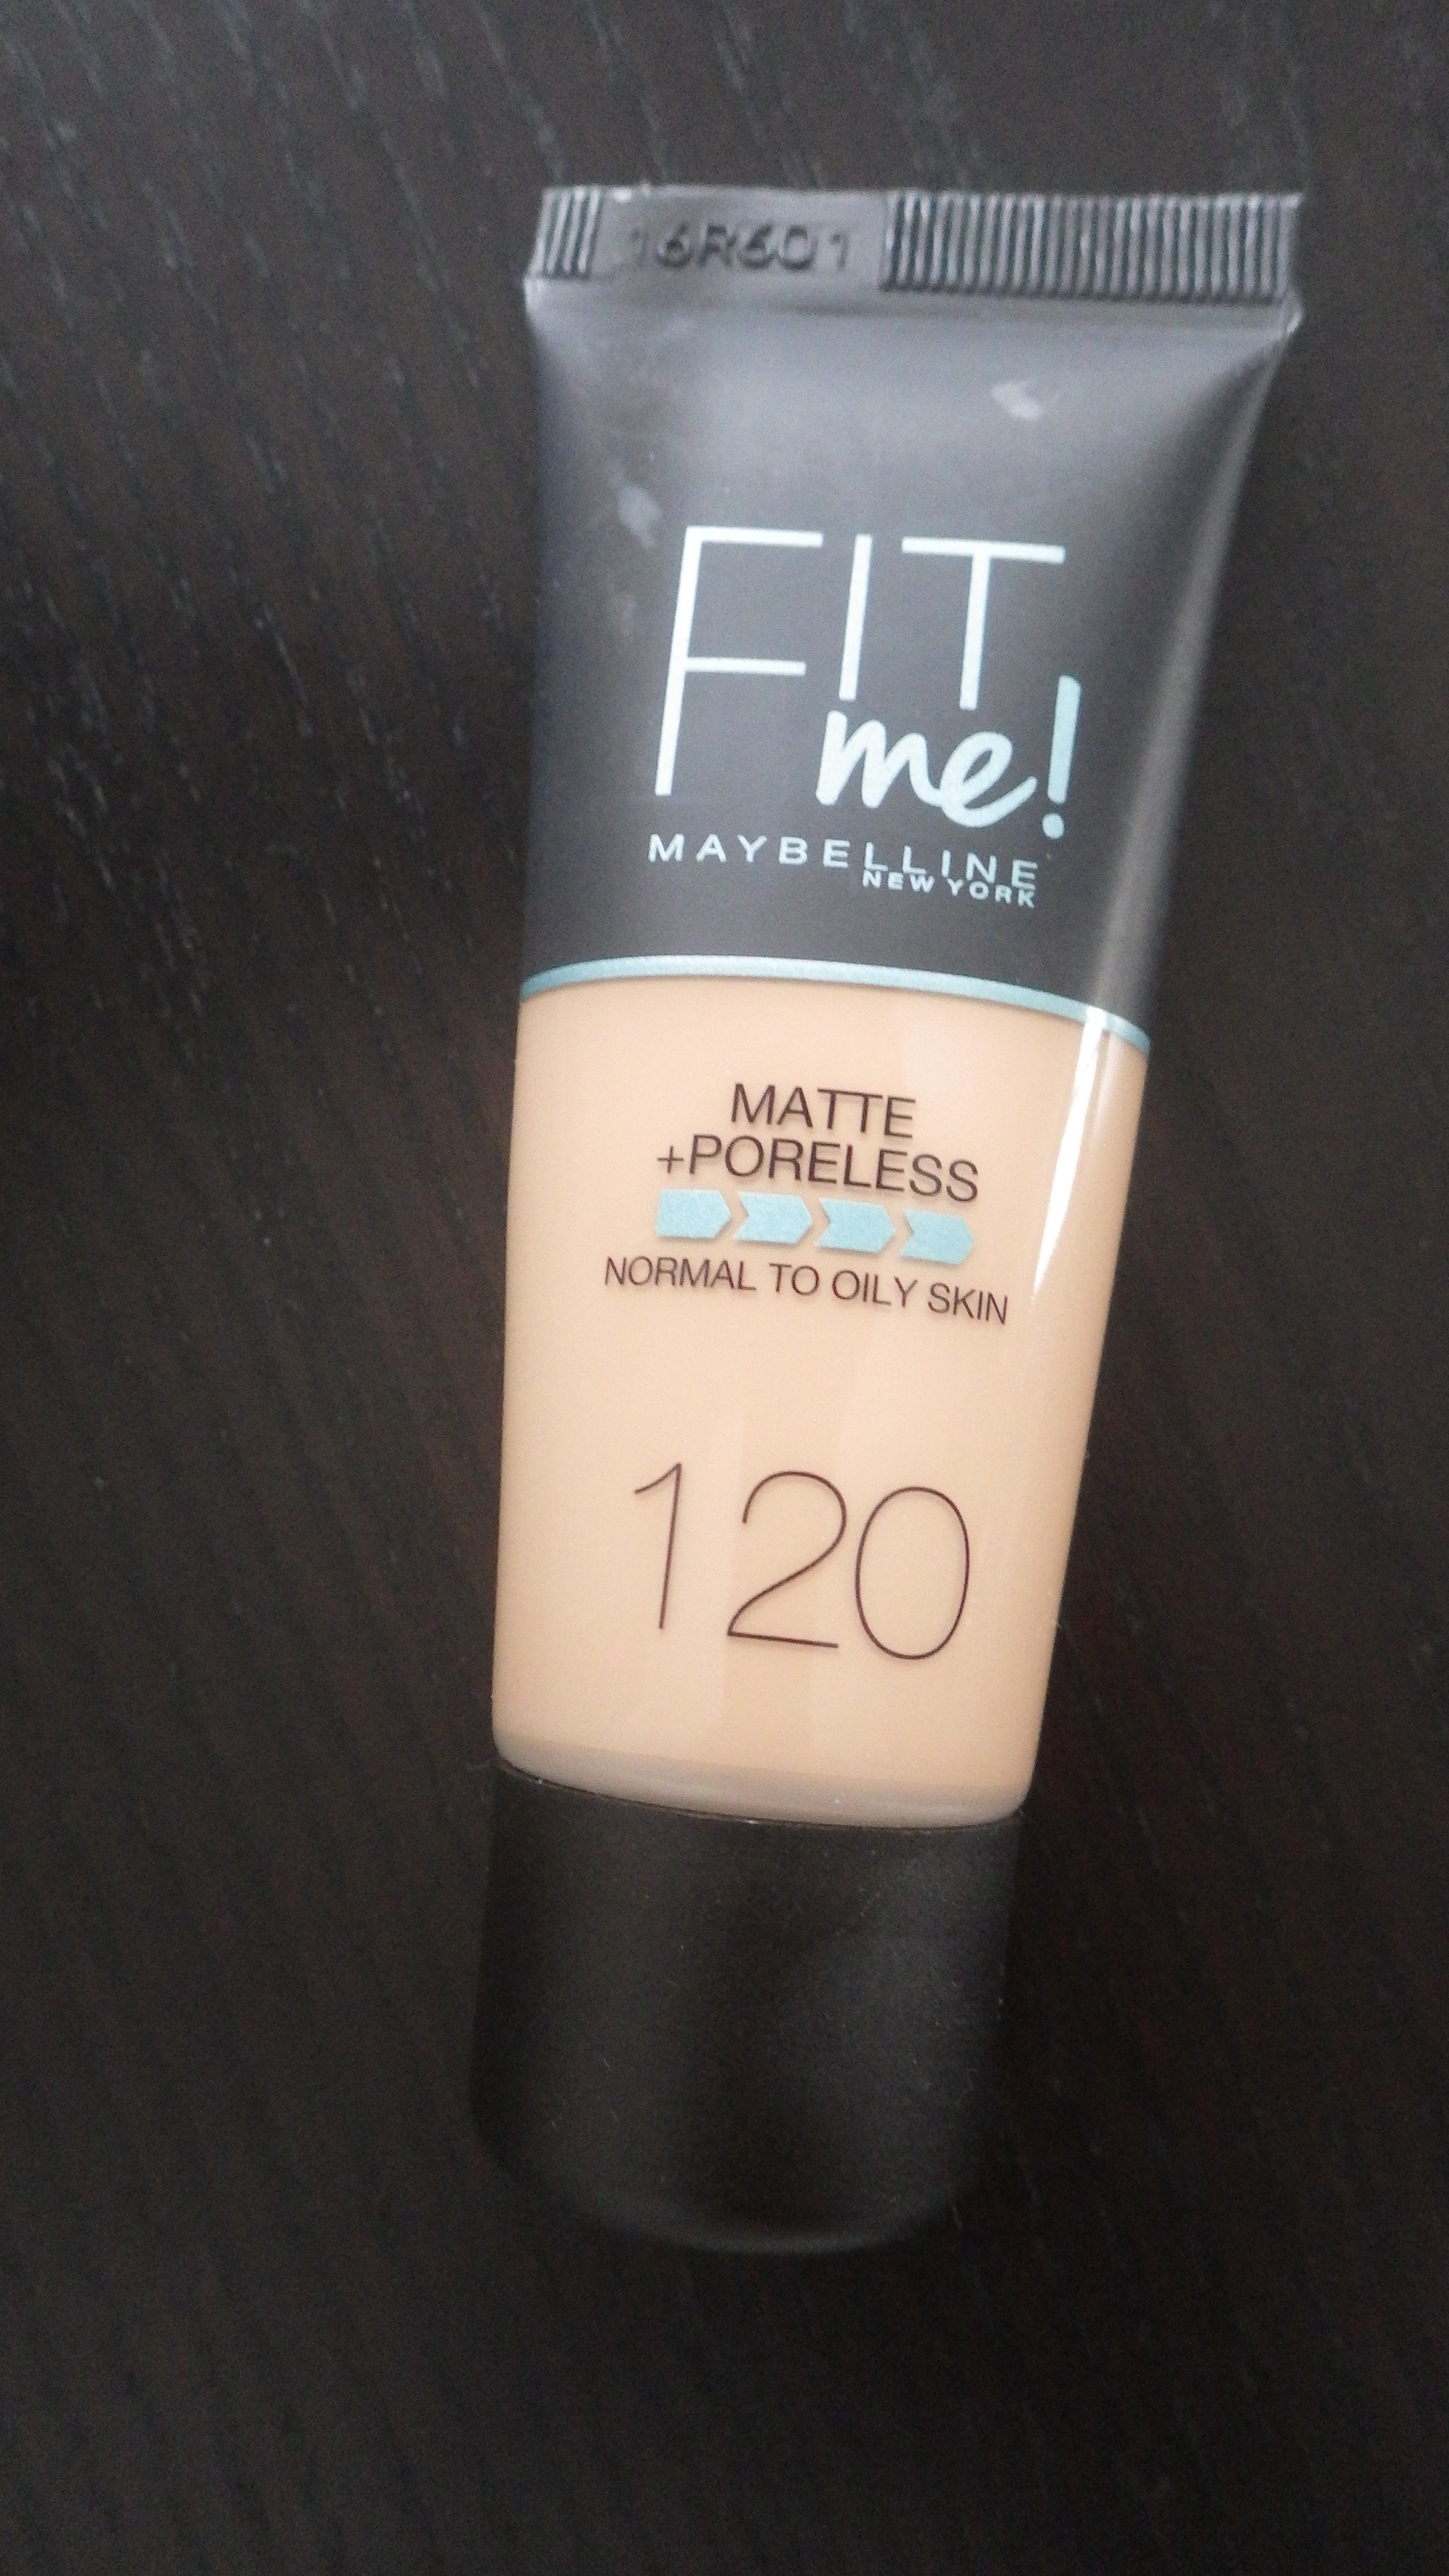 16R601
FIT
me!
MAYBELLINE
NEW YORK
MATTE
+PORELESS
NORMAL TO OILY SKIN
120